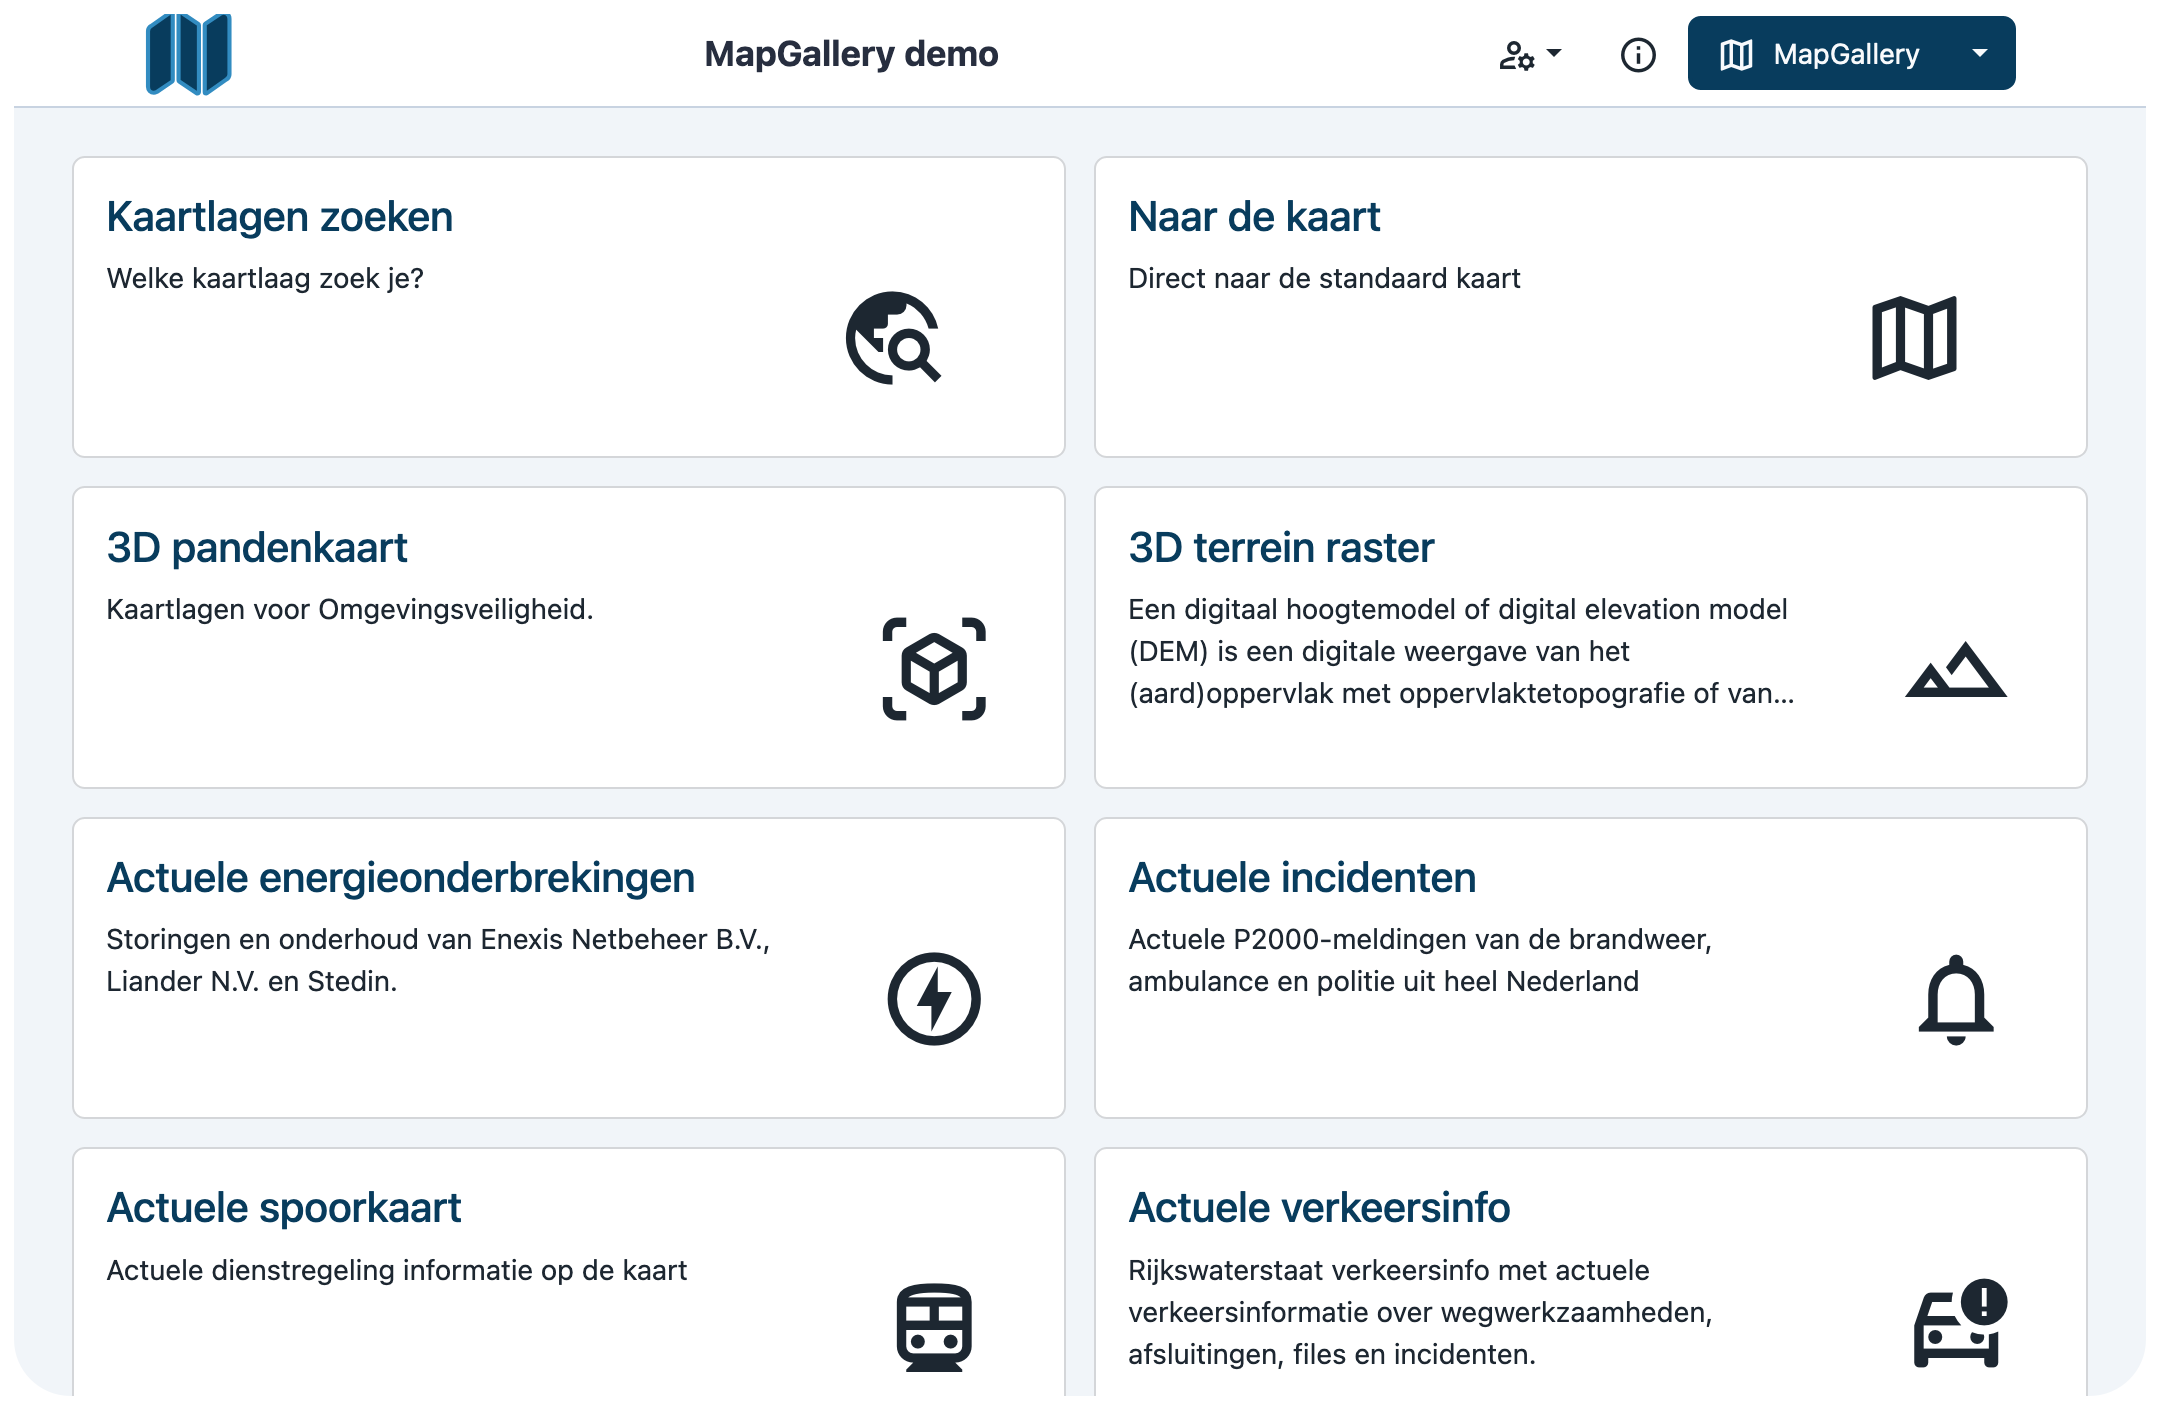 MapGallery demo
MapGallery
Kaartlagen zoeken
Welke kaartlaag zoek je?
Naar de kaart
Direct naar de standaard kaart
3D pandenkaart
Kaartlagen voor Omgevingsveiligheid.
3D terrein raster
Een digitaal hoogtemodel of digital elevation model
(DEM) is een digitale weergave van het
(aard)oppervlak met oppervlaktetopografie of van...
Actuele energieonderbrekingen
Storingen en onderhoud van Enexis Netbeheer B.V.,
Liander N.V. en Stedin.
Actuele incidenten
Actuele P2000-meldingen van de brandweer,
ambulance en politie uit heel Nederland
Actuele spoorkaart
Actuele dienstregeling informatie op de kaart
Actuele verkeersinfo
Rijkswaterstaat verkeersinfo met actuele
verkeersinformatie over wegwerkzaamheden,
afsluitingen, files en incidenten.